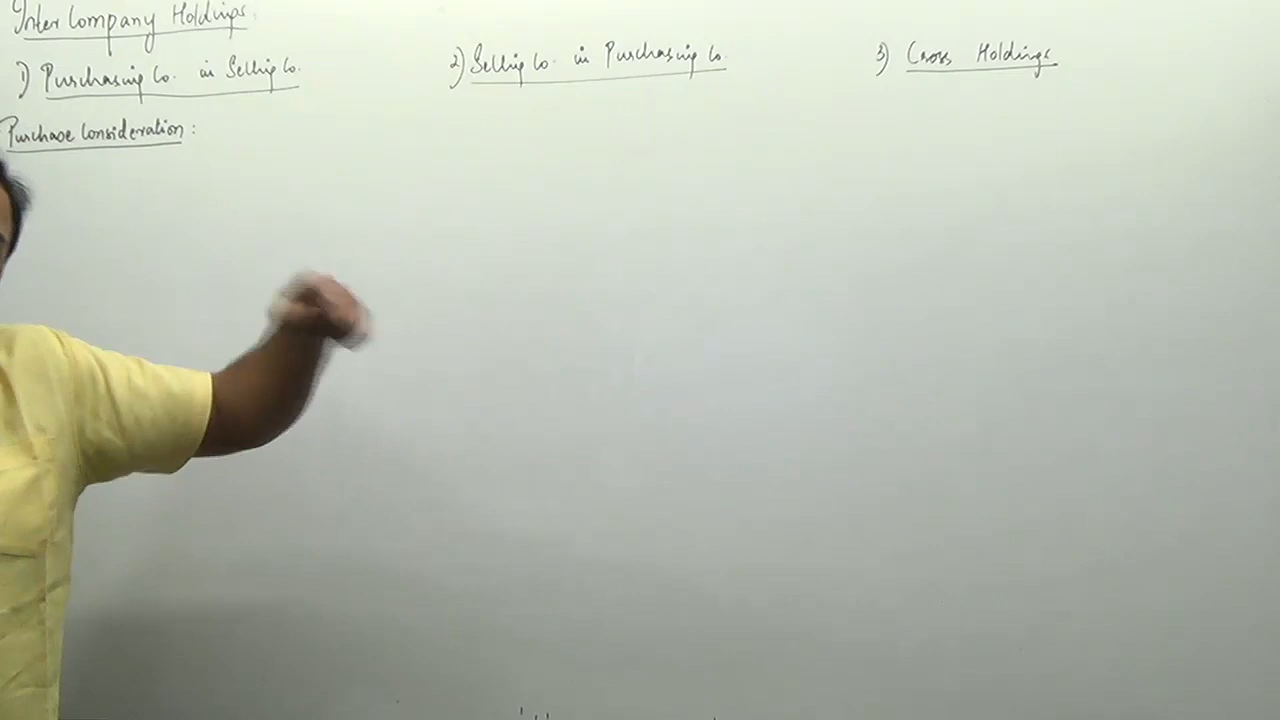 Inter Company Holdings
1) Purchasing Co. in Selling Co.
2) Selling Co. in Purchasing Co.
3) Cross Holdings
Purchase Consideration :